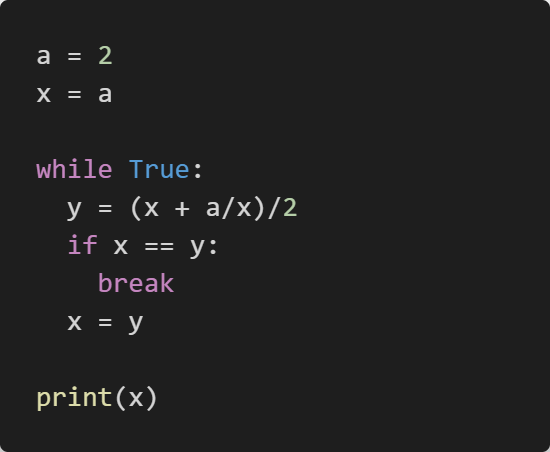 a = 2
x = a

while True:
  y = (x + a/x)/2
  if x == y:
    break
  x = y

print(x)